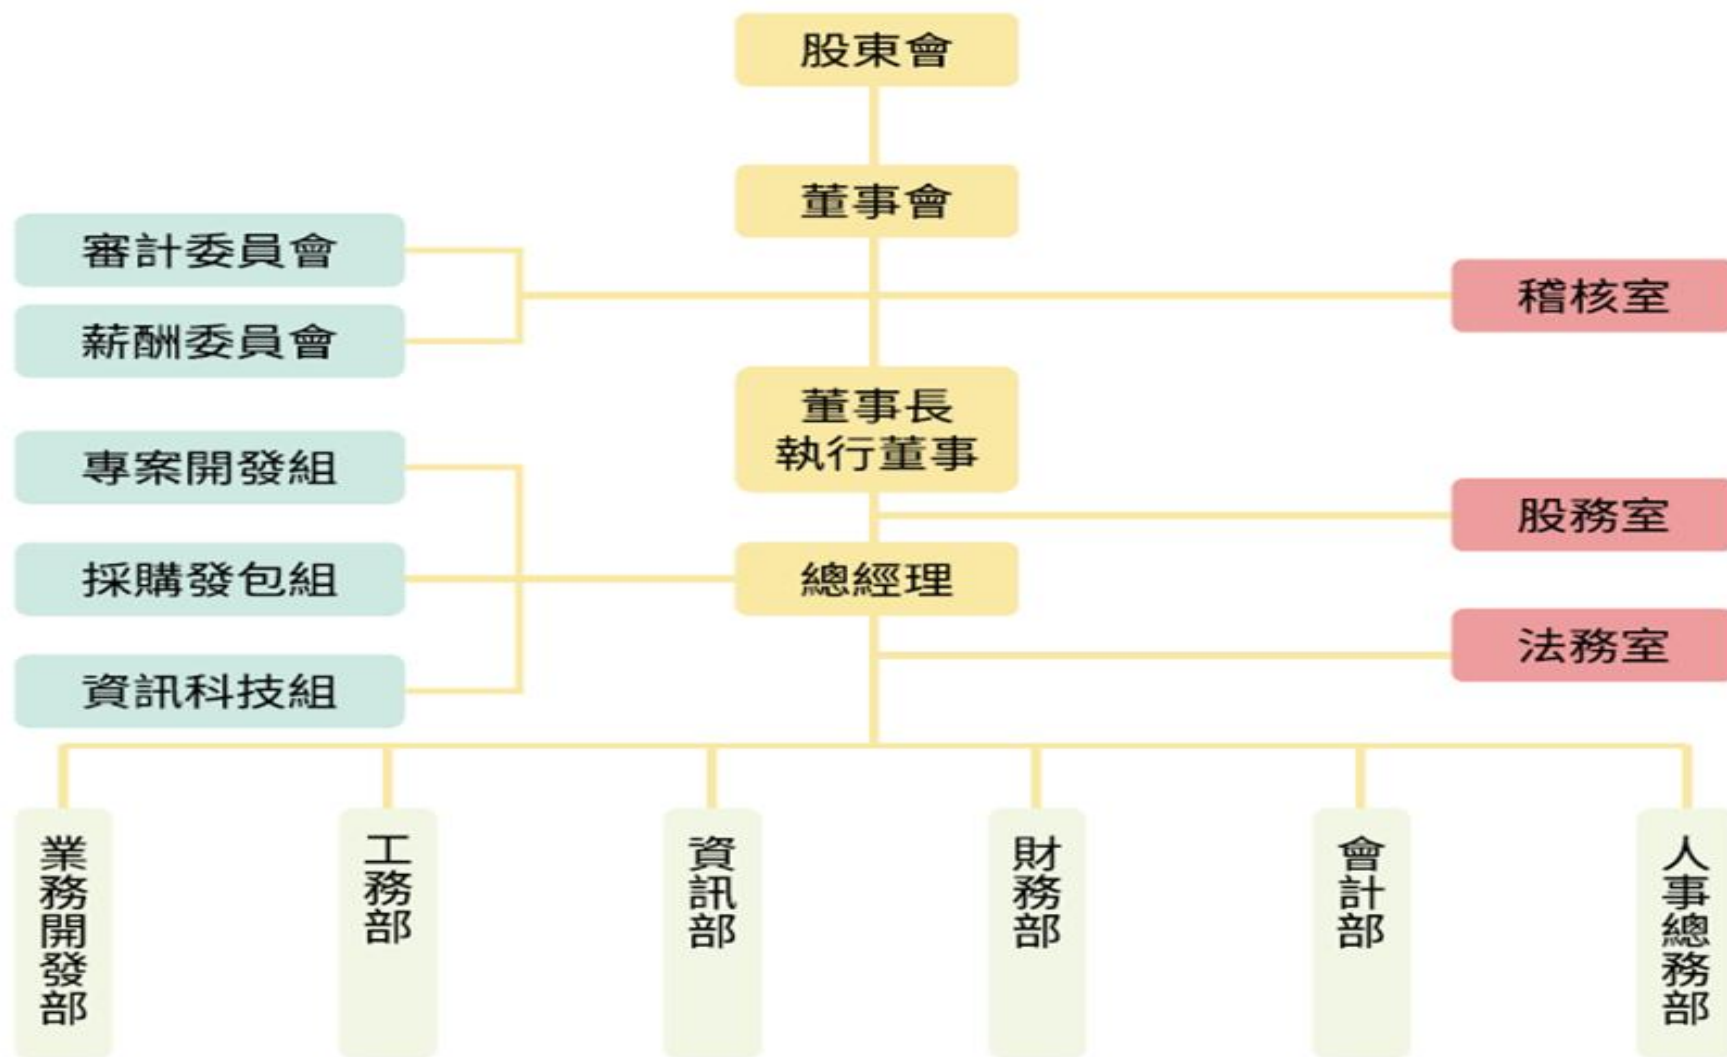 股東會
董事會
審計委員會
稽核室
薪酬委員會
董事長
執行董事
專案開發組
股務室
採購發包組
總經理
法務室
資訊科技組
業務開發部
工務部
資訊部
財務部
會計部
人事總務部